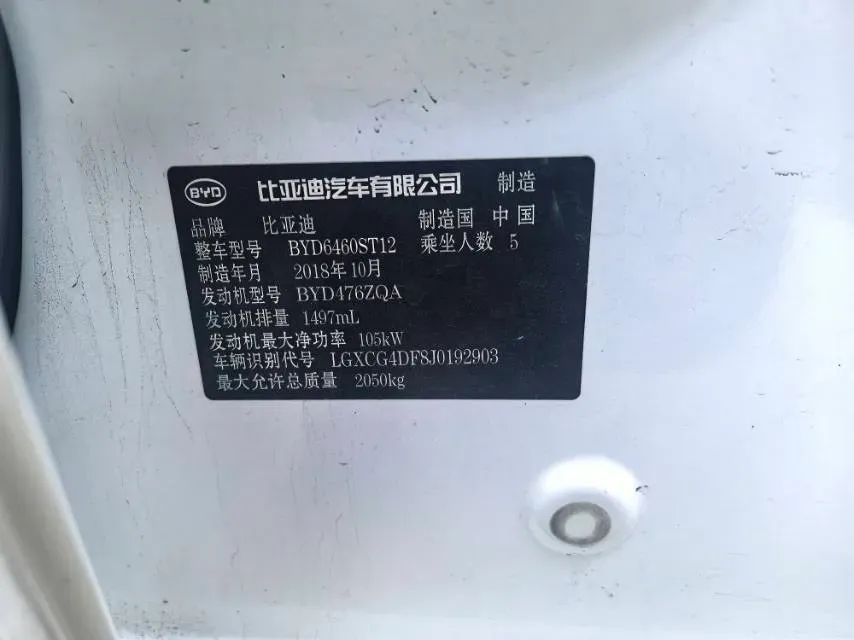 BYD 比亚迪汽车有限公司 制造
品牌 比亚迪 制造国 中国
整车型号 BYD6460ST12 乘坐人数 5
制造年月 2018年10月
发动机型号 BYD476ZQA
发动机排量 1497mL
发动机最大净功率 105kW
车辆识别代号 LGXCG4DF8J0192903
最大允许总质量 2050kg